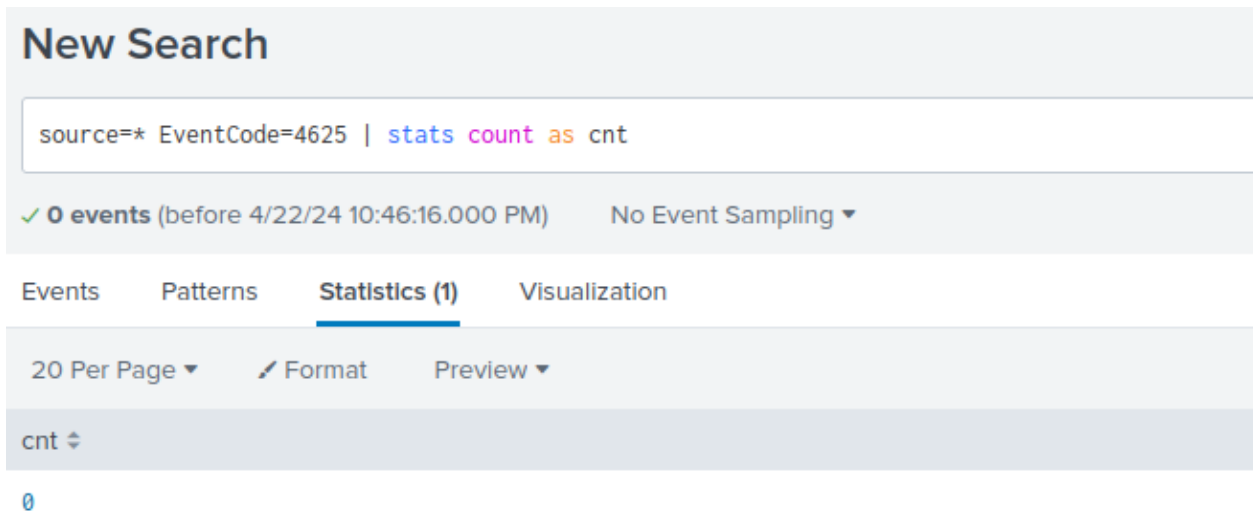 New Search
source=* EventCode=4625 | stats count as cnt
✓ 0 events (before 4/22/24 10:46:16.000 PM) No Event Sampling ▾
Events Patterns Statistics (1) Visualization
20 Per Page ▾ Format Preview ▾
cnt
0